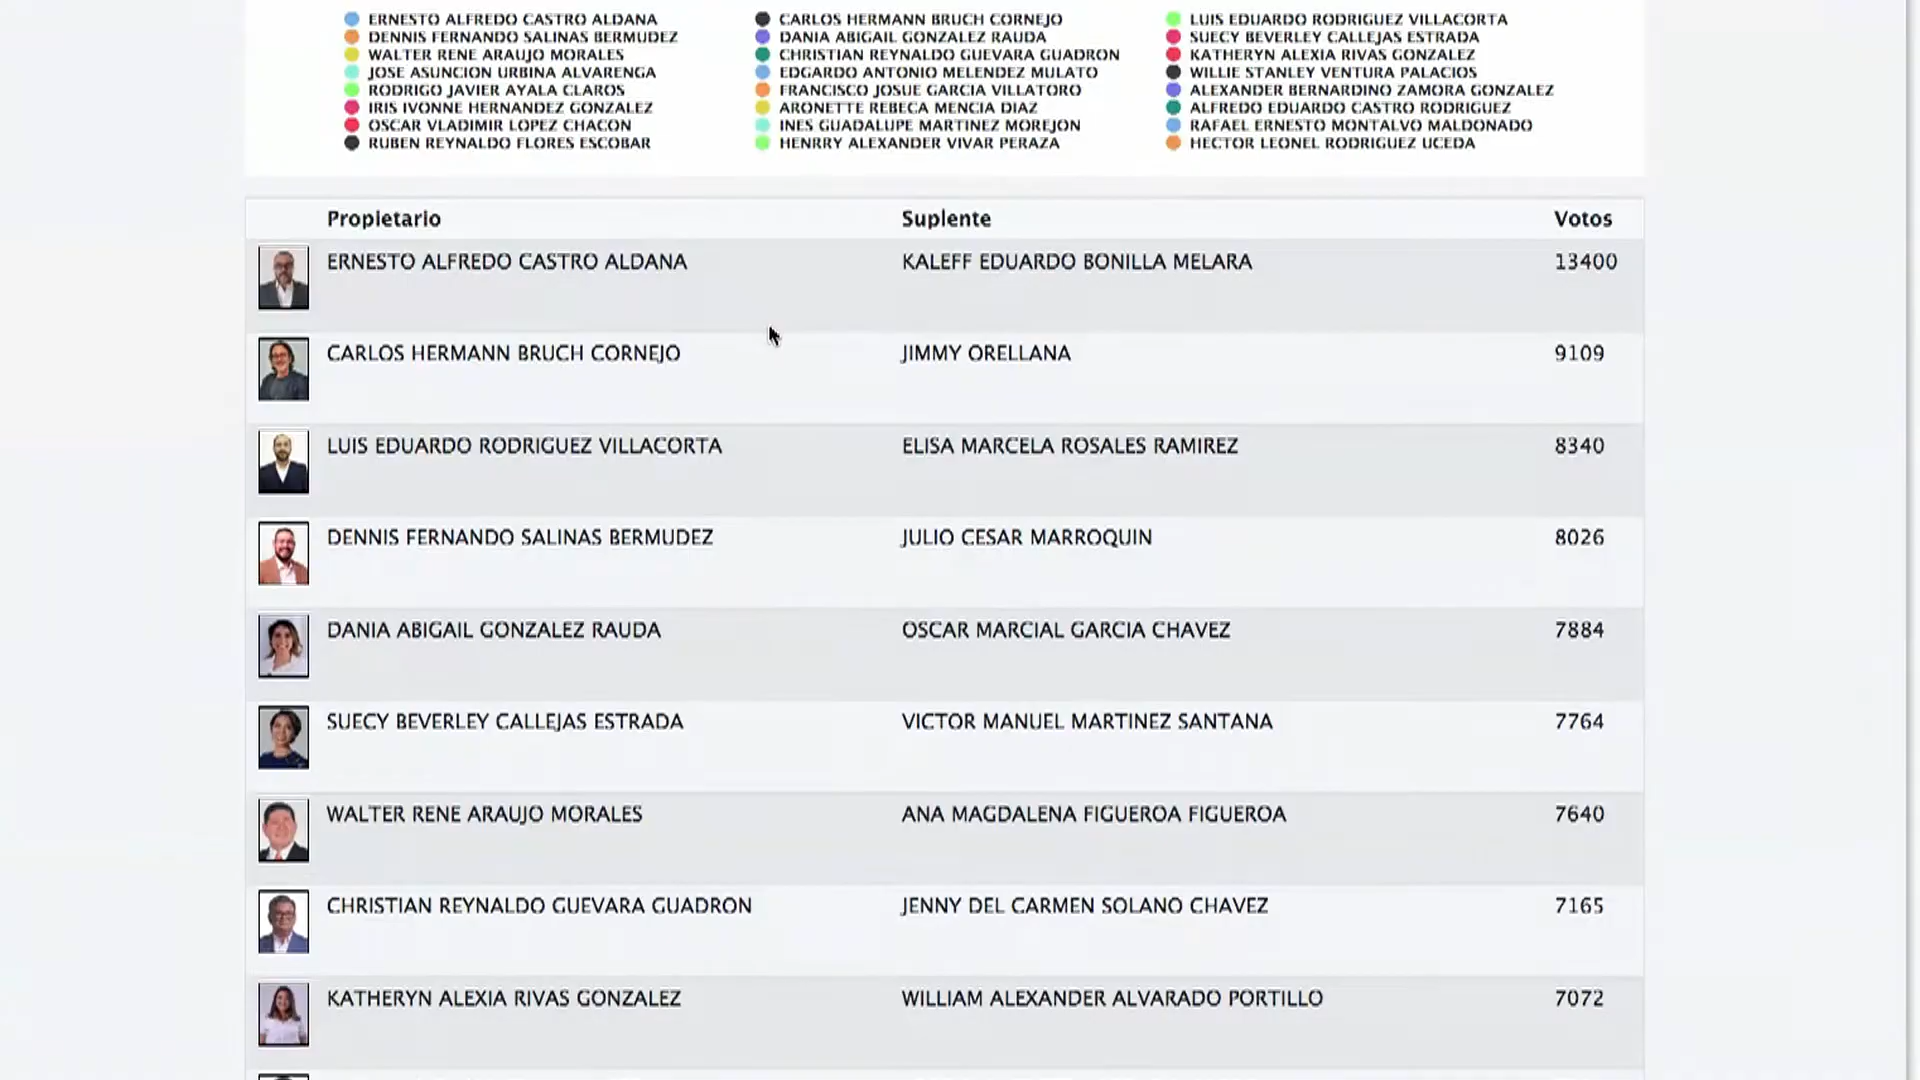 ERNESTO ALFREDO CASTRO ALDANA CARLOS HERMANN BRUCH CORNEJO LUIS EDUARDO RODRIGUEZ VILLACORTA
DENNIS FERNANDO SALINAS BERMUDEZ DANIA ABIGAIL GONZALEZ RAUDA SUECY BEVERLEY CALLEJAS ESTRADA
WALTER RENE ARAUJO MORALES CHRISTIAN REYNALDO GUEVARA GUADRON KATHERYN ALEXIA RIVAS GONZALEZ
JOSE ASUNCION URBINA ALVARENGA EDGARDO ANTONIO MELENDEZ MULATO WILLIE STANLEY VENTURA PALACIOS
RODRIGO JAVIER AYALA CLAROS FRANCISCO JOSUE GARCIA VILLATORO ALEXANDER BERNARDINO ZAMORA GONZALEZ
IRIS IVONNE HERNANDEZ GONZALEZ ARONETTE REBECA MENCIA DIAZ ALFREDO EDUARDO CASTRO RODRIGUEZ
OSCAR VLADIMIR LOPEZ CHACON INES GUADALUPE MARTINEZ MOREJON RAFAEL ERNESTO MONTALVO MALDONADO
RUBEN REYNALDO FLORES ESCOBAR HENRRY ALEXANDER VIVAR PERAZA HECTOR LEONEL RODRIGUEZ UCEDA
Propietario Suplente Votos
ERNESTO ALFREDO CASTRO ALDANA KALEFF EDUARDO BONILLA MELARA 13400
CARLOS HERMANN BRUCH CORNEJO JIMMY ORELLANA 9109
LUIS EDUARDO RODRIGUEZ VILLACORTA ELISA MARCELA ROSALES RAMIREZ 8340
DENNIS FERNANDO SALINAS BERMUDEZ JULIO CESAR MARROQUIN 8026
DANIA ABIGAIL GONZALEZ RAUDA OSCAR MARCIAL GARCIA CHAVEZ 7884
SUECY BEVERLEY CALLEJAS ESTRADA VICTOR MANUEL MARTINEZ SANTANA 7764
WALTER RENE ARAUJO MORALES ANA MAGDALENA FIGUEROA FIGUEROA 7640
CHRISTIAN REYNALDO GUEVARA GUADRON JENNY DEL CARMEN SOLANO CHAVEZ 7165
KATHERYN ALEXIA RIVAS GONZALEZ WILLIAM ALEXANDER ALVARADO PORTILLO 7072